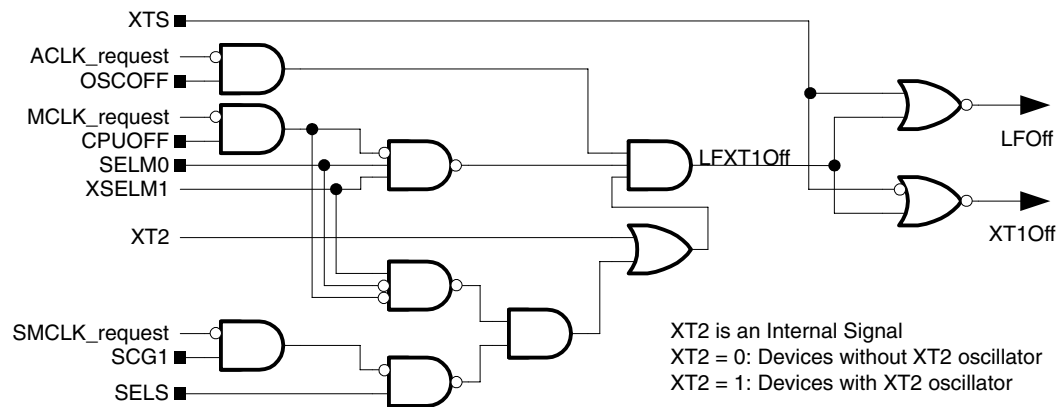 XTS
ACLK_request
OSCOFF
MCLK_request
CPUOFF
SELM0
XSELM1
XT2
SMCLK_request
SCG1
SELS
LFXT1Off
LFOff
XT1Off
XT2 is an Internal Signal
XT2 = 0: Devices without XT2 oscillator
XT2 = 1: Devices with XT2 oscillator